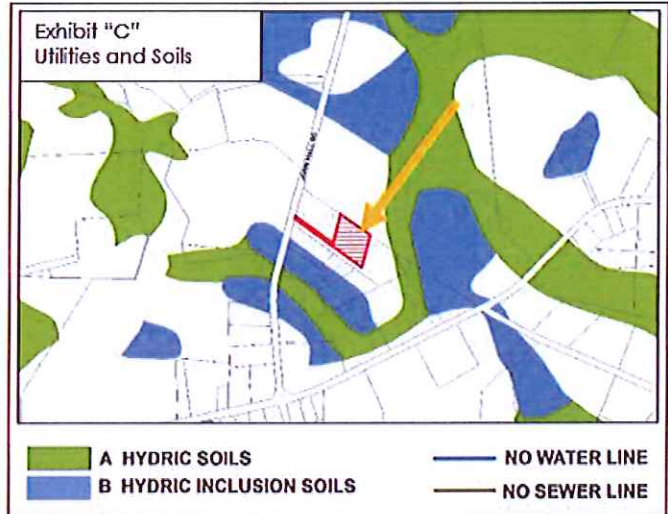 Exhibit "C"
Utilities and Soils
A HYDRIC SOILS
B HYDRIC INCLUSION SOILS
NO WATER LINE
NO SEWER LINE